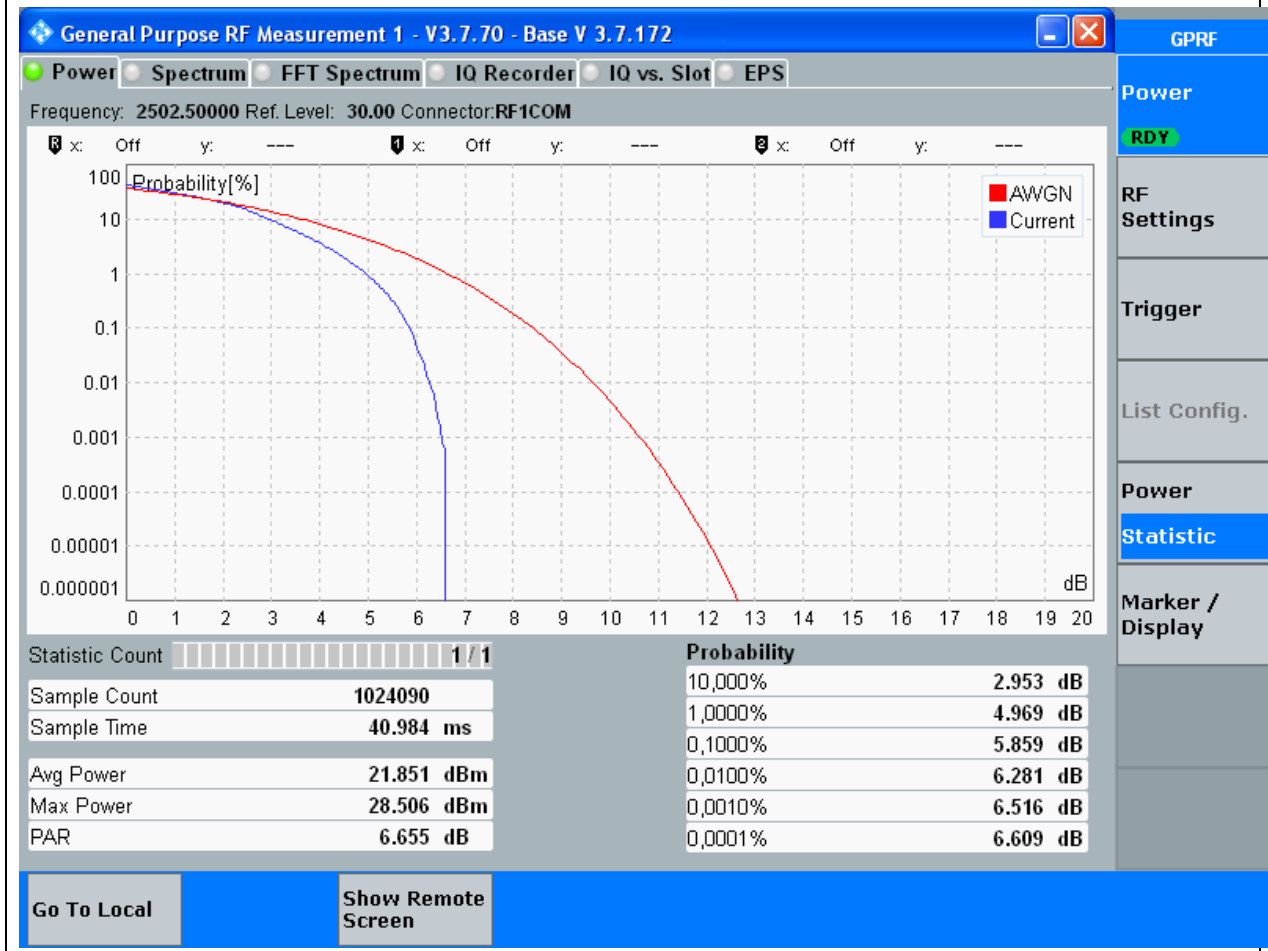 General Purpose RF Measurement 1 - V3.7.70 - Base V 3.7.172
GPRF
Power Spectrum FFT Spectrum IQ Recorder IQ vs. Slot EPS
Frequency: 2502.50000 Ref. Level: 30.00 Connector:RF1COM
R x: Off y: --- 1 x: Off y: --- 2 x: Off y: ---
Probability[%]
100
10
1
0.1
0.01
0.001
0.0001
0.00001
0.000001
AWGN
Current
dB
0 1 2 3 4 5 6 7 8 9 10 11 12 13 14 15 16 17 18 19 20
Statistic Count 1 / 1
Sample Count 1024090
Sample Time 40.984 ms
Avg Power 21.851 dBm
Max Power 28.506 dBm
PAR 6.655 dB
Probability
10,000% 2.953 dB
1,0000% 4.969 dB
0,1000% 5.859 dB
0,0100% 6.281 dB
0,0010% 6.516 dB
0,0001% 6.609 dB
Power
RDY
RF
Settings
Trigger
List Config.
Power
Statistic
Marker /
Display
Go To Local
Show Remote
Screen